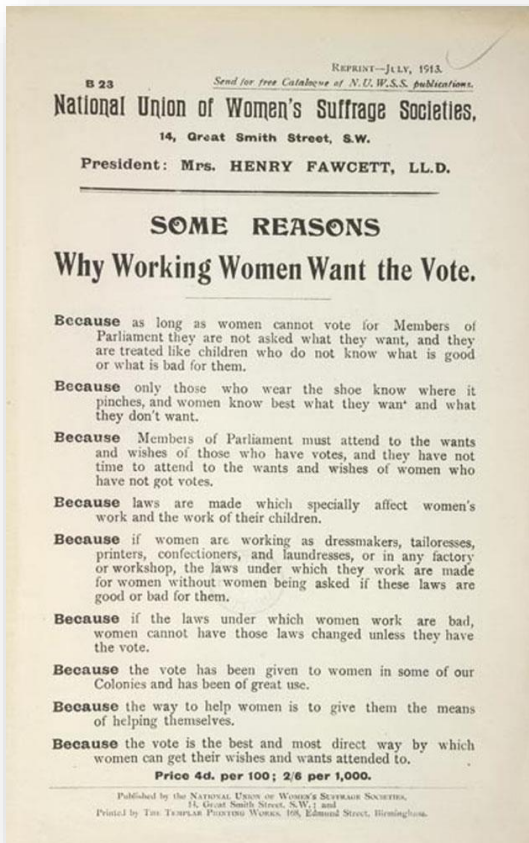 REPRINT—JULY, 1913.
B 23
Send for free Catalogue of N.U.W.S.S. publications.
National Union of Women's Suffrage Societies,
14, Great Smith Street, S.W.
President: Mrs. HENRY FAWCETT, LL.D.
SOME REASONS
Why Working Women Want the Vote.
Because as long as women cannot vote for Members of
Parliament they are not asked what they want, and they
are treated like children who do not know what is good
or what is bad for them.
Because only those who wear the shoe know where it
pinches, and women know best what they want and what
they don't want.
Because Members of Parliament must attend to the wants
and wishes of those who have votes, and they have not
time to attend to the wants and wishes of women who
have not got votes.
Because laws are made which specially affect women's
work and the work of their children.
Because if women are working as dressmakers, tailoresses,
printers, confectioners, and laundresses, or in any factory
or workshop, the laws under which they work are made
for women without women being asked if these laws are
good or bad for them.
Because if the laws under which women work are bad,
women cannot have those laws changed unless they have
the vote.
Because the vote has been given to women in some of our
Colonies and has been of great use.
Because the way to help women is to give them the means
of helping themselves.
Because the vote is the best and most direct way by which
women can get their wishes and wants attended to.
Price 4d. per 100; 2/6 per 1,000.
Published by the NATIONAL UNION OF WOMEN'S SUFFRAGE SOCIETIES,
14, Great Smith Street, S.W.; and
Printed by THE TEMPLAR PRINTING WORKS, 168, Edmund Street, Birmingham.